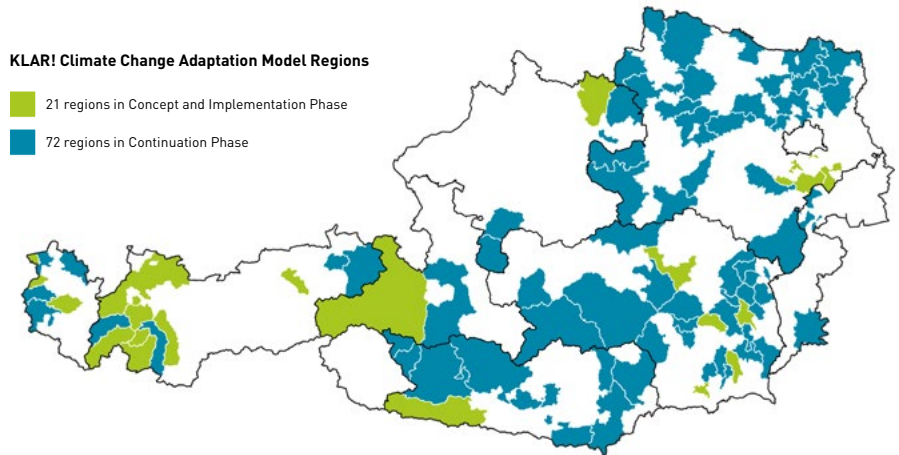 KLAR! Climate Change Adaptation Model Regions
21 regions in Concept and Implementation Phase
72 regions in Continuation Phase